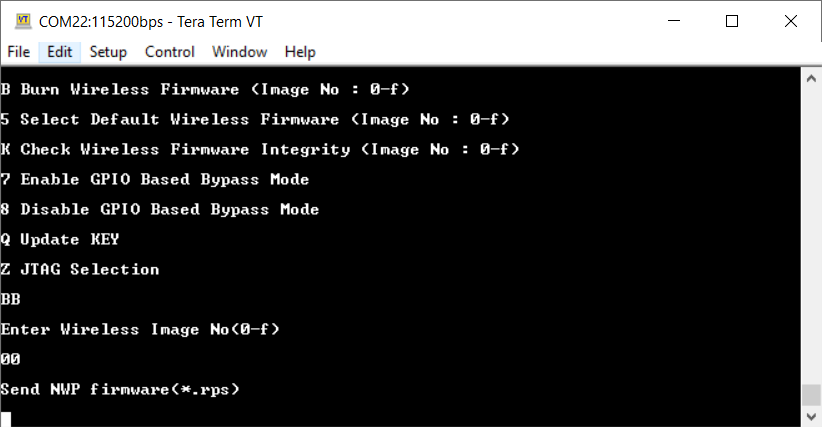 VT COM22:115200bps - Tera Term VT
File Edit Setup Control Window Help
B Burn Wireless Firmware (Image No : 0-f)
5 Select Default Wireless Firmware (Image No : 0-f)
K Check Wireless Firmware Integrity (Image No : 0-f)
7 Enable GPIO Based Bypass Mode
8 Disable GPIO Based Bypass Mode
Q Update KEY
Z JTAG Selection
BB
Enter Wireless Image No(0-f)
00
Send NWP firmware(*.rps)